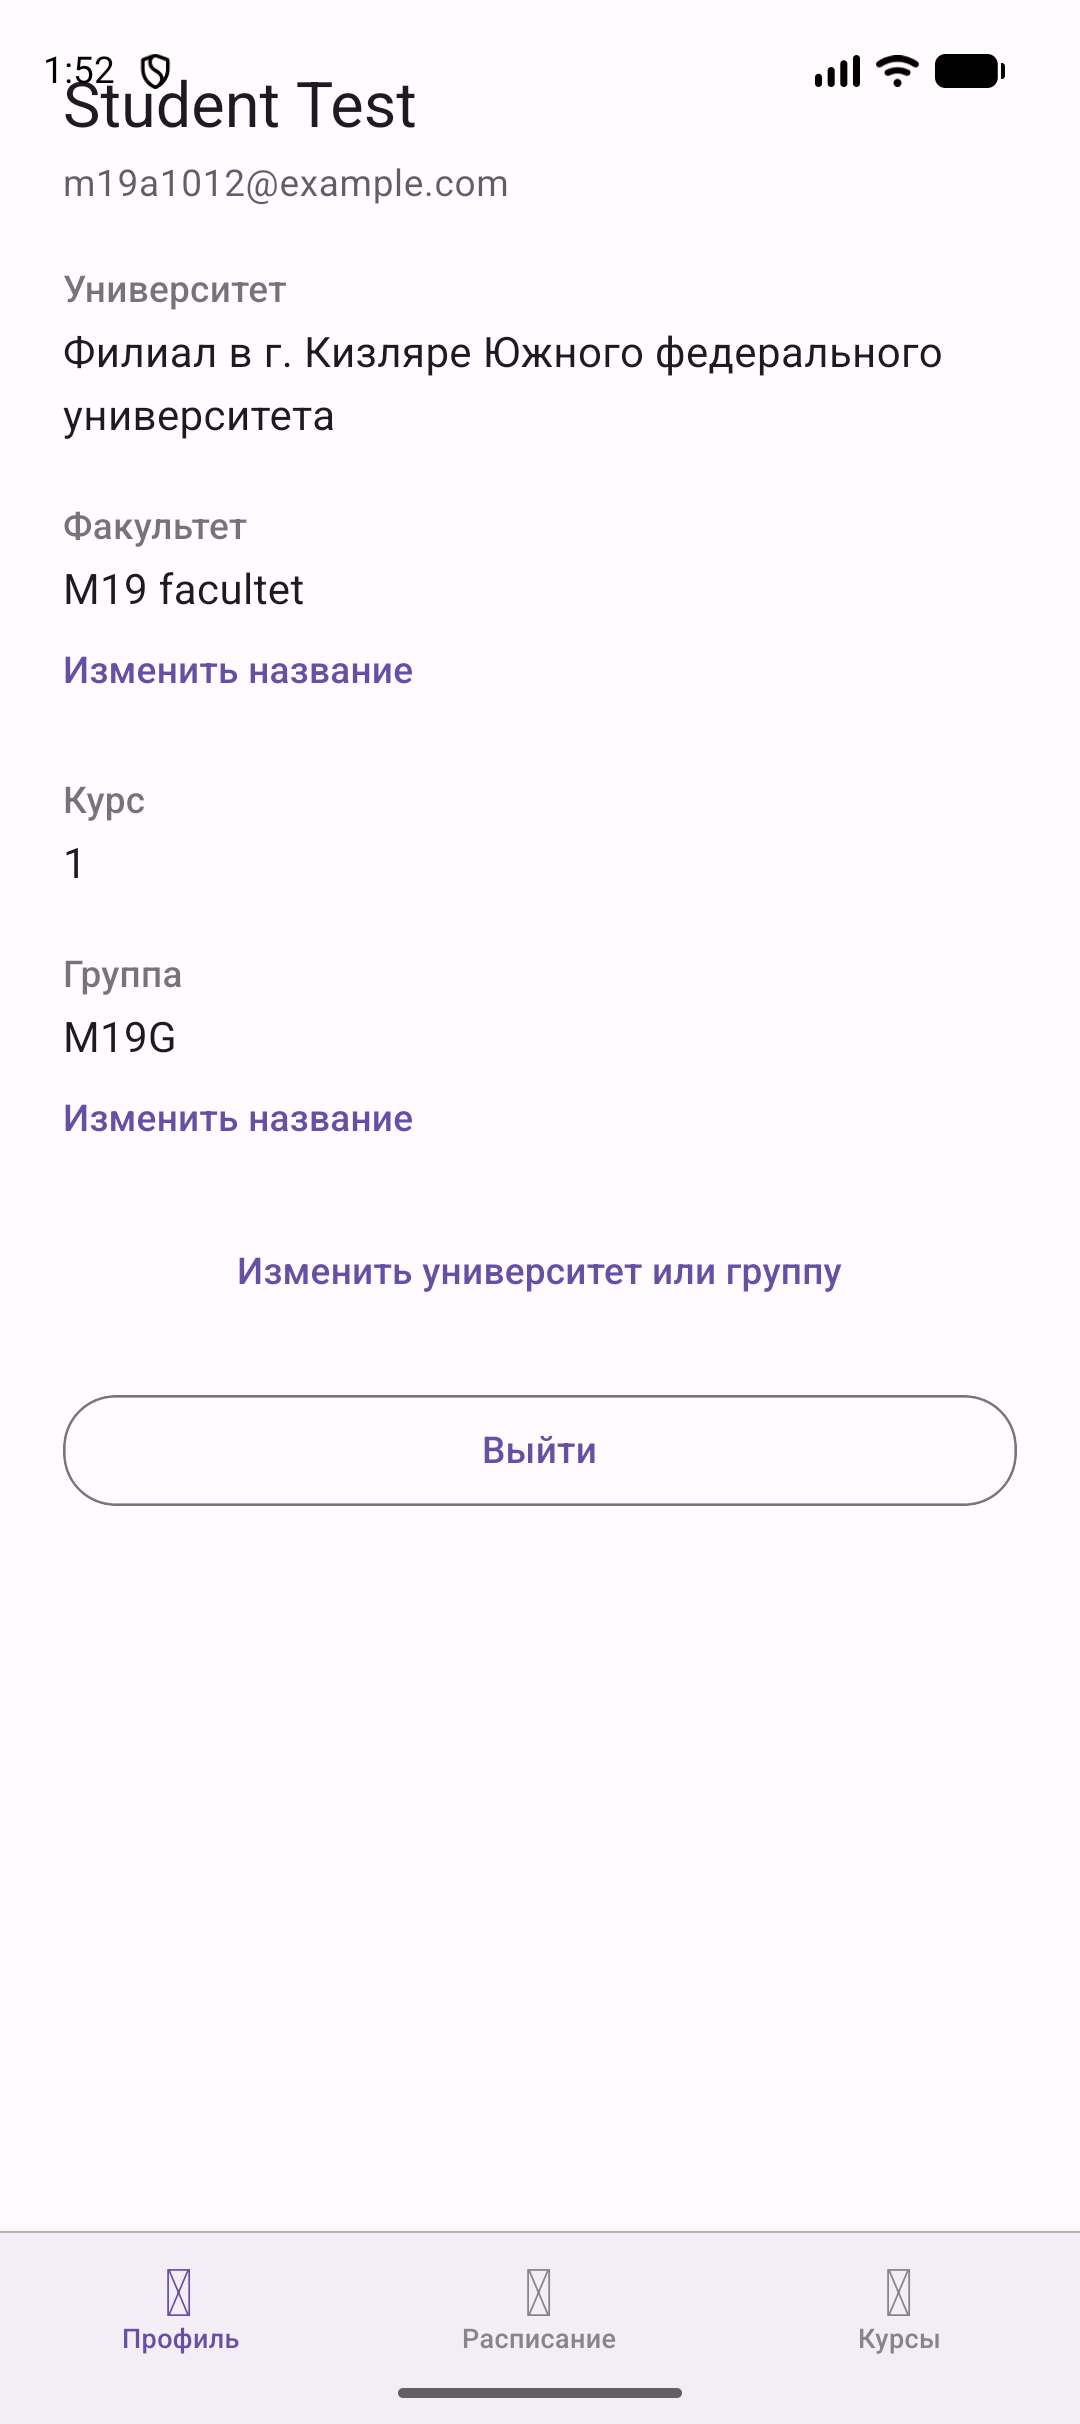 1:52
Student Test
m19a1012@example.com
Университет
Филиал в г. Кизляре Южного федерального
университета
Факультет
M19 facultet
Изменить название
Курс
1
Группа
M19G
Изменить название
Изменить университет или группу
Выйти
Профиль
Расписание
Курсы